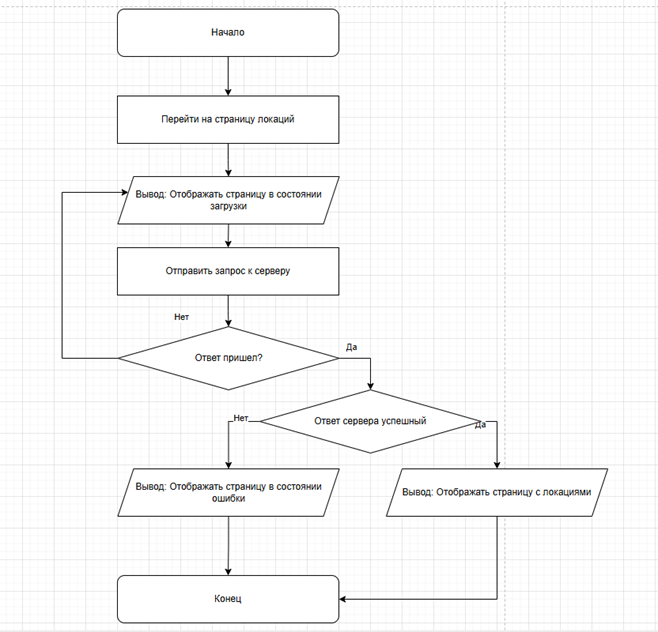 Начало
Перейти на страницу локаций
Вывод: Отображать страницу в состоянии
загрузки
Отправить запрос к серверу
Нет
Ответ пришел?
Да
Ответ сервера успешный
Нет
Да
Вывод: Отображать страницу в состоянии
ошибки
Вывод: Отображать страницу с локациями
Конец